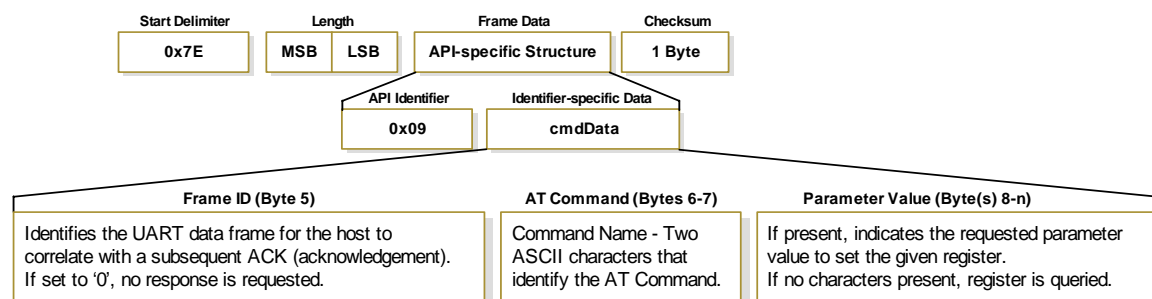 Start Delimiter Length Frame Data Checksum
0x7E MSB LSB API-specific Structure 1 Byte
API Identifier Identifier-specific Data
0x09 cmdData
Frame ID (Byte 5)
Identifies the UART data frame for the host to
correlate with a subsequent ACK (acknowledgement).
If set to ‘0’, no response is requested.
AT Command (Bytes 6-7)
Command Name - Two
ASCII characters that
identify the AT Command.
Parameter Value (Byte(s) 8-n)
If present, indicates the requested parameter
value to set the given register.
If no characters present, register is queried.